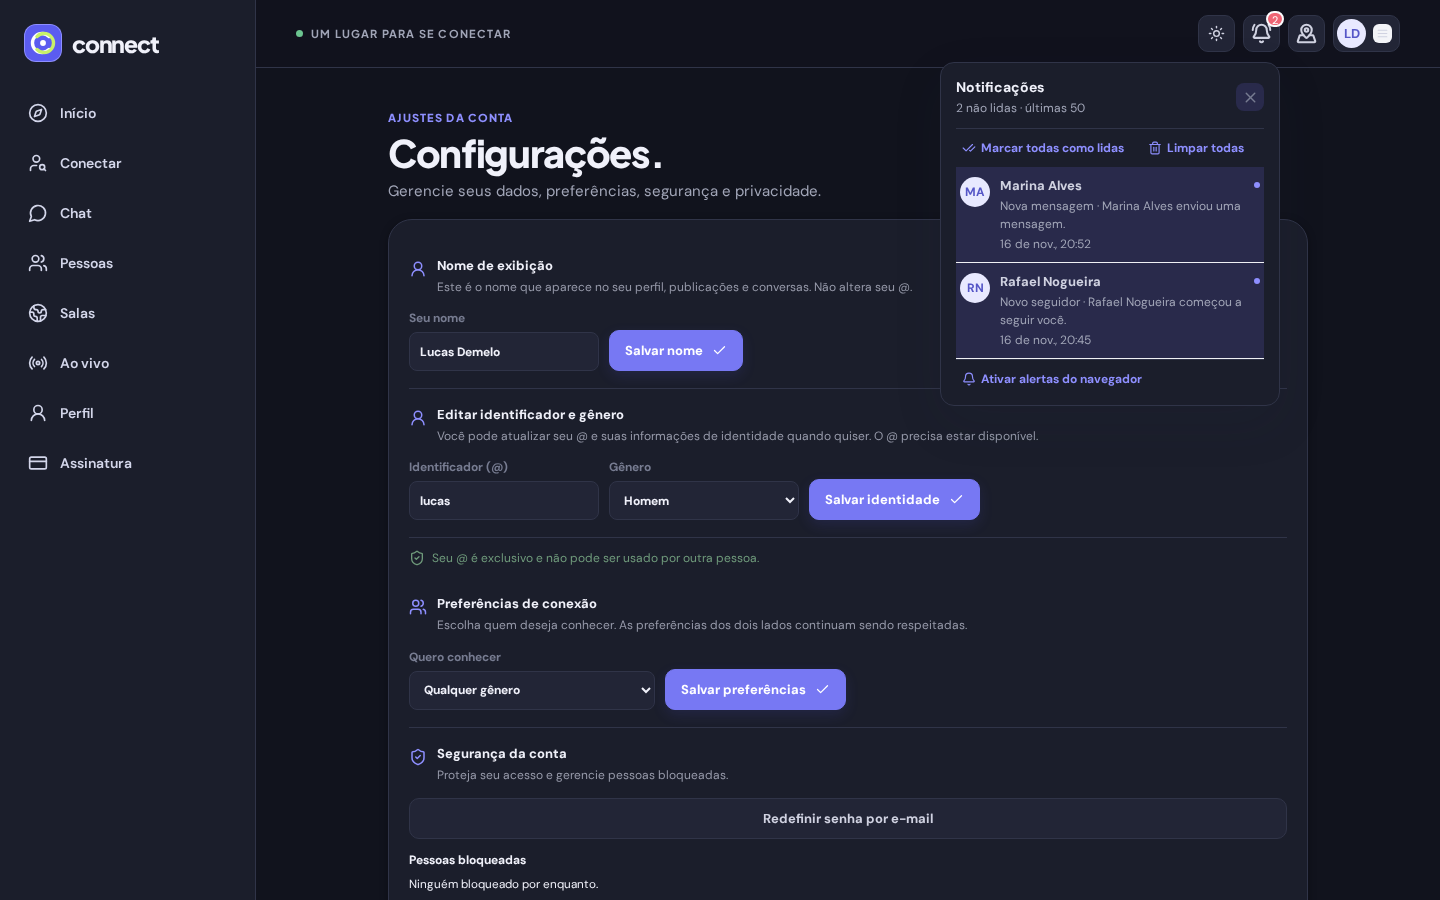 connect
Início
Conectar
Chat
Pessoas
Salas
Ao vivo
Perfil
Assinatura
UM LUGAR PARA SE CONECTAR
2
LD
AJUSTES DA CONTA
Configurações.
Gerencie seus dados, preferências, segurança e privacidade.
Notificações
2 não lidas · últimas 50
Marcar todas como lidas
Limpar todas
MA
Marina Alves
Nova mensagem · Marina Alves enviou uma
mensagem.
16 de nov., 20:52
RN
Rafael Nogueira
Novo seguidor · Rafael Nogueira começou a
seguir você.
16 de nov., 20:45
Ativar alertas do navegador
Nome de exibição
Este é o nome que aparece no seu perfil, publicações e conversas. Não altera seu @.
Seu nome
Lucas Demelo
Salvar nome
Editar identificador e gênero
Você pode atualizar seu @ e suas informações de identidade quando quiser. O @ precisa estar disponível.
Identificador (@)
Gênero
lucas
Homem
Salvar identidade
Seu @ é exclusivo e não pode ser usado por outra pessoa.
Preferências de conexão
Escolha quem deseja conhecer. As preferências dos dois lados continuam sendo respeitadas.
Quero conhecer
Qualquer gênero
Salvar preferências
Segurança da conta
Proteja seu acesso e gerencie pessoas bloqueadas.
Redefinir senha por e-mail
Pessoas bloqueadas
Ninguém bloqueado por enquanto.